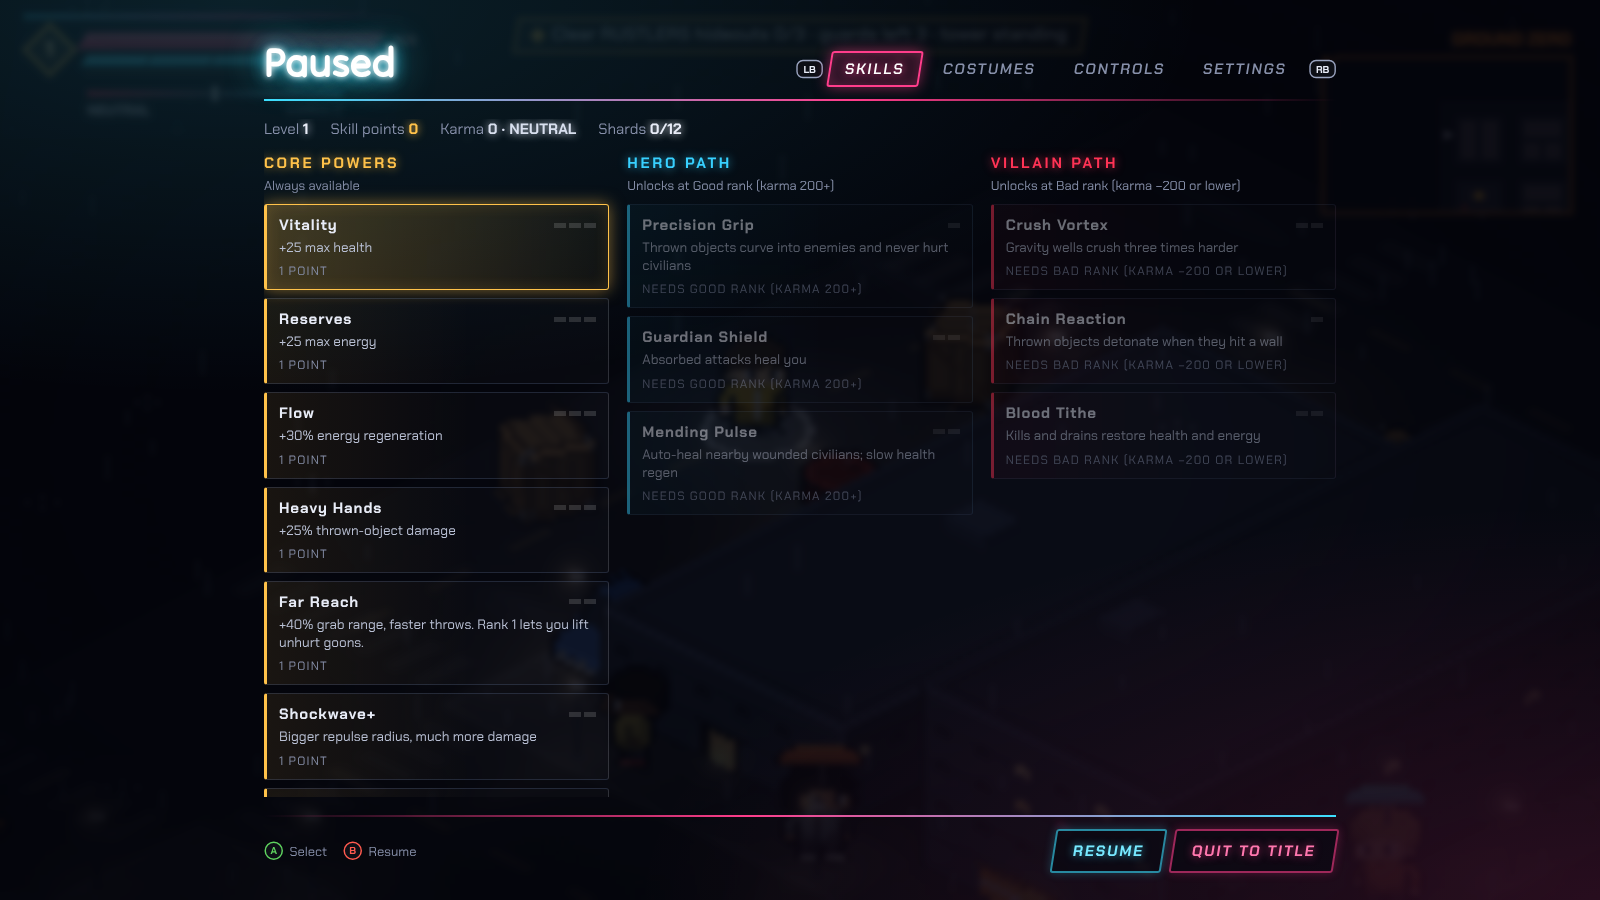 Paused
LB
SKILLS
COSTUMES
CONTROLS
SETTINGS
RB
Level 1
Skill points 0
Karma 0 · NEUTRAL
Shards 0/12
CORE POWERS
Always available
Vitality
+25 max health
1 POINT
Reserves
+25 max energy
1 POINT
Flow
+30% energy regeneration
1 POINT
Heavy Hands
+25% thrown-object damage
1 POINT
Far Reach
+40% grab range, faster throws. Rank 1 lets you lift
unhurt goons.
1 POINT
Shockwave+
Bigger repulse radius, much more damage
1 POINT
HERO PATH
Unlocks at Good rank (karma 200+)
Precision Grip
Thrown objects curve into enemies and never hurt
civilians
NEEDS GOOD RANK (KARMA 200+)
Guardian Shield
Absorbed attacks heal you
NEEDS GOOD RANK (KARMA 200+)
Mending Pulse
Auto-heal nearby wounded civilians; slow health
regen
NEEDS GOOD RANK (KARMA 200+)
VILLAIN PATH
Unlocks at Bad rank (karma −200 or lower)
Crush Vortex
Gravity wells crush three times harder
NEEDS BAD RANK (KARMA −200 OR LOWER)
Chain Reaction
Thrown objects detonate when they hit a wall
NEEDS BAD RANK (KARMA −200 OR LOWER)
Blood Tithe
Kills and drains restore health and energy
NEEDS BAD RANK (KARMA −200 OR LOWER)
A Select
B Resume
RESUME
QUIT TO TITLE